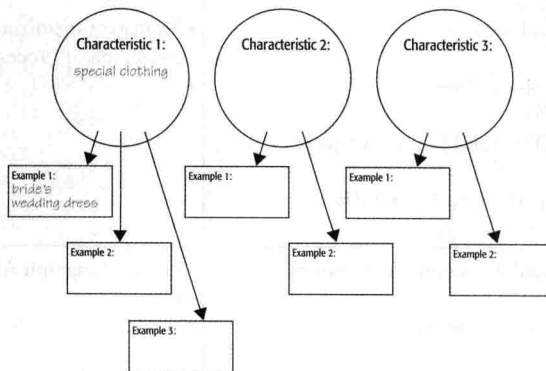 Characteristic 1:
special clothing
Characteristic 2:
Characteristic 3:
Example 1:
bride's
wedding dress
Example 1:
Example 1:
Example 2:
Example 2:
Example 2:
Example 3: